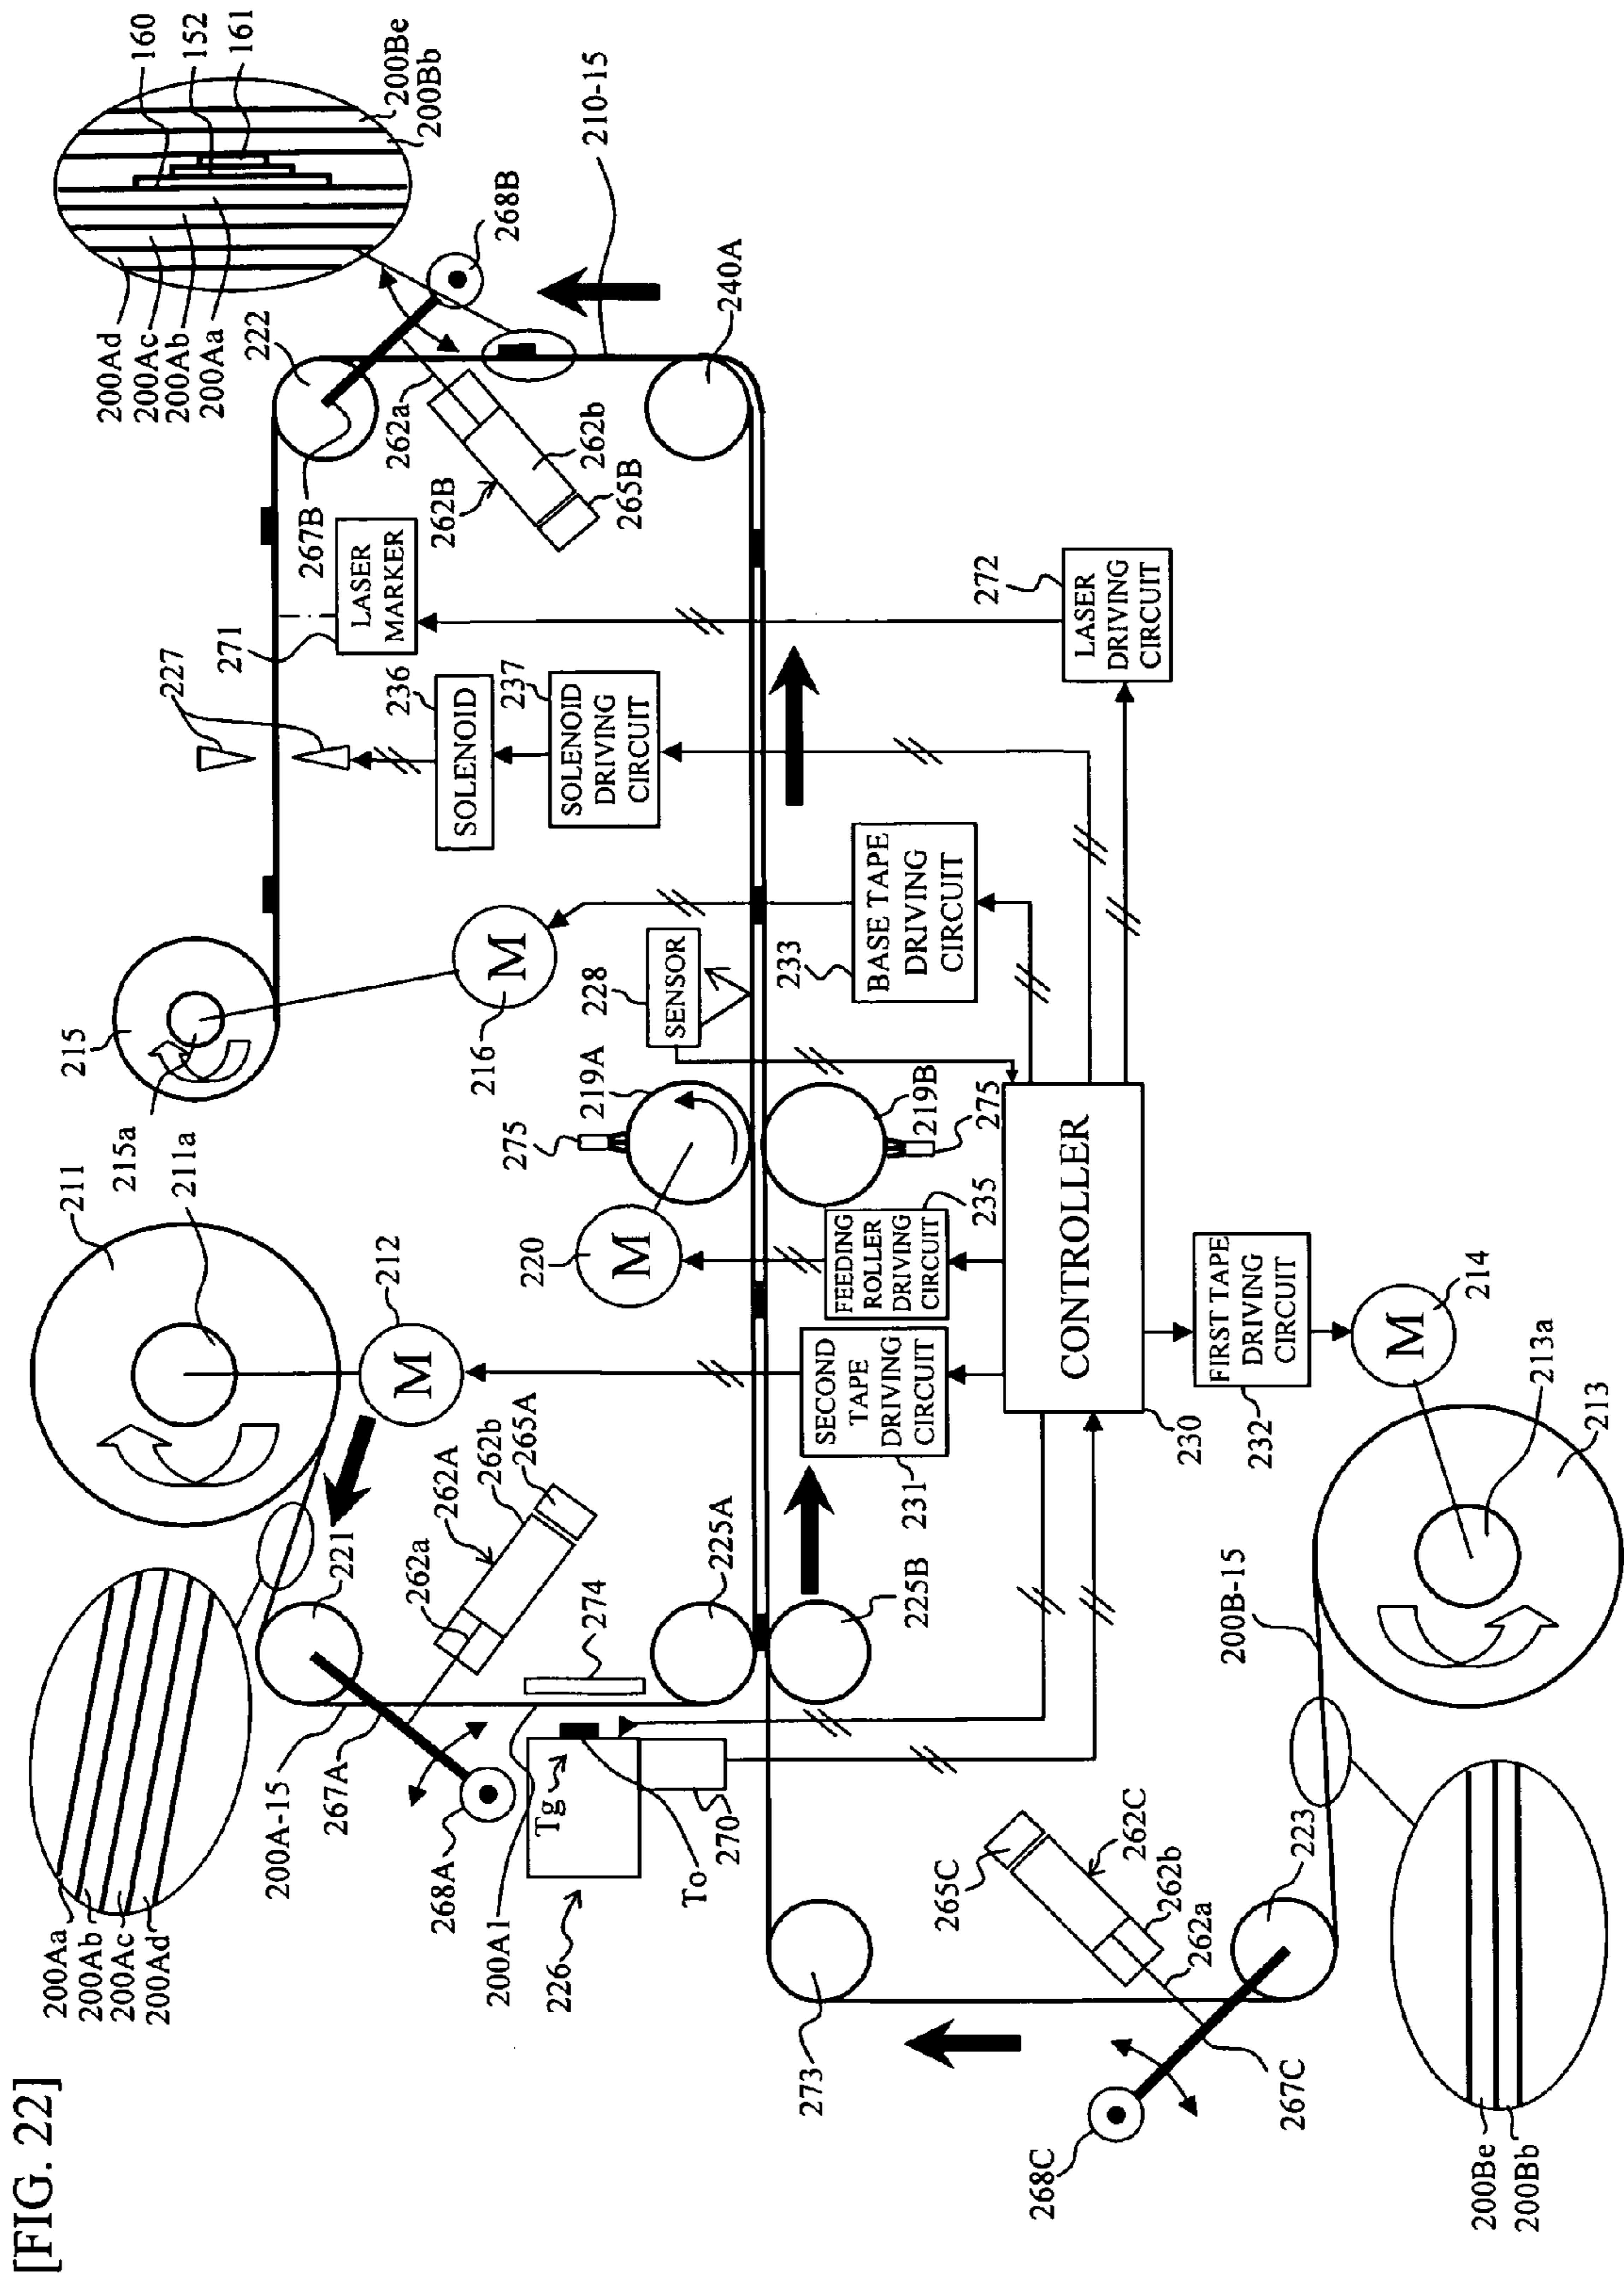 [FIG. 22]
200Aa
200Ab
200Ac
200Ad
200A-15
267A
268A
200A1
226
Tg
To
270
221
262a
262A
262b
265A
274
225A
225B
211
211a
212
M
215
215a
216
M
220
M
275
219A
219B
275
228
SENSOR
227
271
LASER
MARKER
236
SOLENOID
237
SOLENOID
DRIVING
CIRCUIT
233
BASE TAPE
DRIVING
CIRCUIT
235
FEEDING
ROLLER
DRIVING
CIRCUIT
SECOND
TAPE
DRIVING
CIRCUIT
231
CONTROLLER
230
FIRST TAPE
DRIVING
CIRCUIT
232
272
LASER
DRIVING
CIRCUIT
M
214
213a
213
200B-15
223
262a
262b
262C
265C
267C
268C
273
200Be
200Bb
200Ad
200Ac
200Ab
200Aa
222
267B
262a
262B
262b
265B
268B
240A
210-15
160
152
161
200Be
200Bb